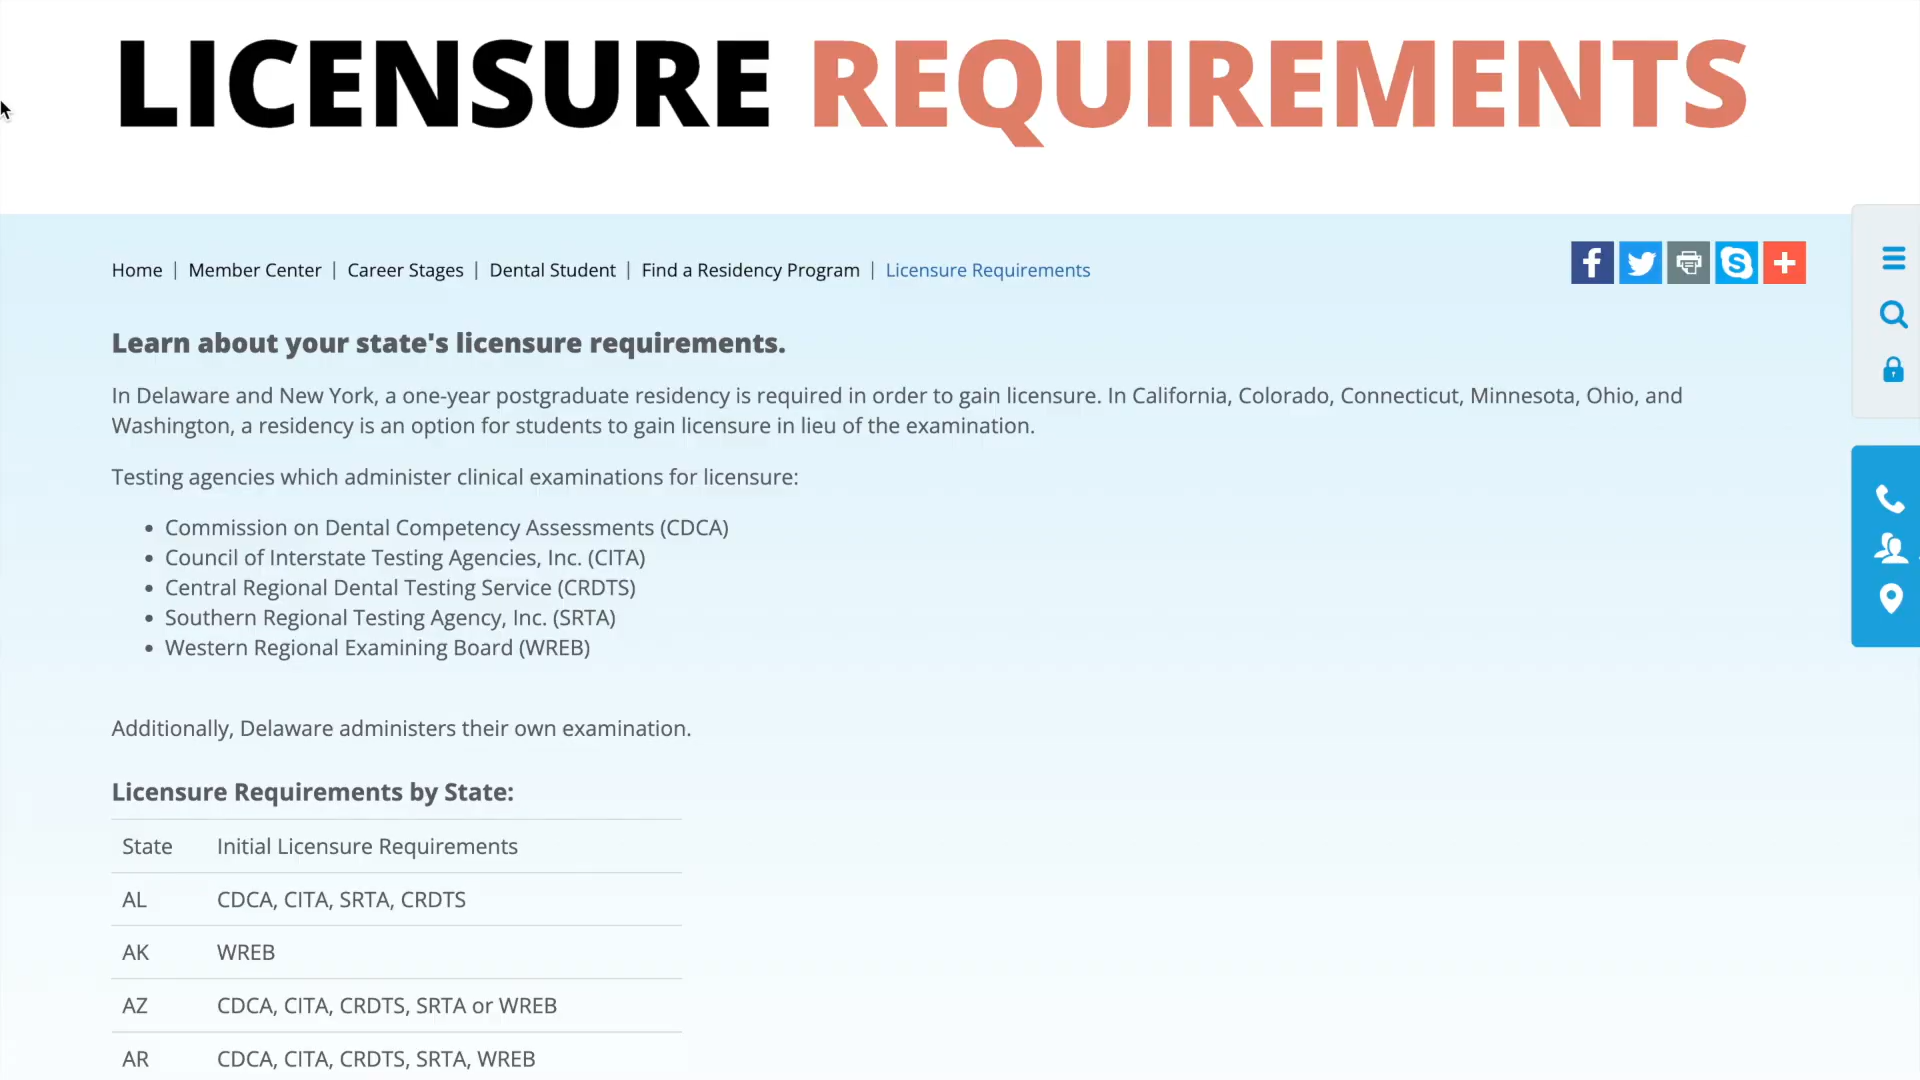 LICENSURE REQUIREMENTS
Home | Member Center | Career Stages | Dental Student | Find a Residency Program | Licensure Requirements
Learn about your state's licensure requirements.
In Delaware and New York, a one-year postgraduate residency is required in order to gain licensure. In California, Colorado, Connecticut, Minnesota, Ohio, and
Washington, a residency is an option for students to gain licensure in lieu of the examination.
Testing agencies which administer clinical examinations for licensure:
• Commission on Dental Competency Assessments (CDCA)
• Council of Interstate Testing Agencies, Inc. (CITA)
• Central Regional Dental Testing Service (CRDTS)
• Southern Regional Testing Agency, Inc. (SRTA)
• Western Regional Examining Board (WREB)
Additionally, Delaware administers their own examination.
Licensure Requirements by State:
State Initial Licensure Requirements
AL CDCA, CITA, SRTA, CRDTS
AK WREB
AZ CDCA, CITA, CRDTS, SRTA or WREB
AR CDCA, CITA, CRDTS, SRTA, WREB